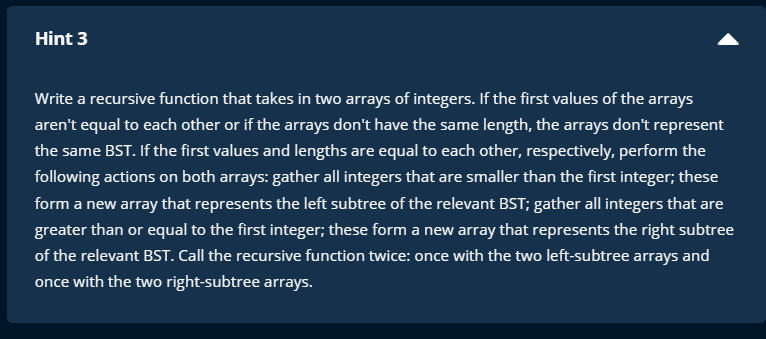 Hint 3
Write a recursive function that takes in two arrays of integers. If the first values of the arrays
aren't equal to each other or if the arrays don't have the same length, the arrays don't represent
the same BST. If the first values and lengths are equal to each other, respectively, perform the
following actions on both arrays: gather all integers that are smaller than the first integer; these
form a new array that represents the left subtree of the relevant BST; gather all integers that are
greater than or equal to the first integer; these form a new array that represents the right subtree
of the relevant BST. Call the recursive function twice: once with the two left-subtree arrays and
once with the two right-subtree arrays.